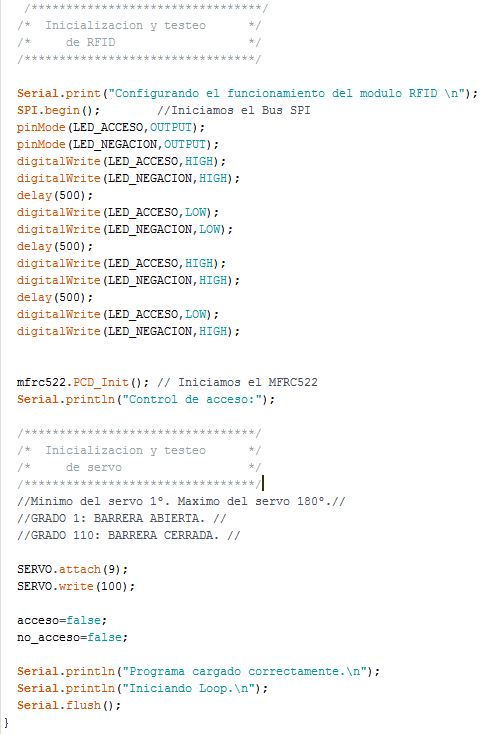 /*********************************/
/*  Inicializacion y testeo      */
/*     de RFID                   */
/*********************************/
Serial.print("Configurando el funcionamiento del modulo RFID \n");
SPI.begin();        //Iniciamos el Bus SPI
pinMode(LED_ACCESO,OUTPUT);
pinMode(LED_NEGACION,OUTPUT);
digitalWrite(LED_ACCESO,HIGH);
digitalWrite(LED_NEGACION,HIGH);
delay(500);
digitalWrite(LED_ACCESO,LOW);
digitalWrite(LED_NEGACION,LOW);
delay(500);
digitalWrite(LED_ACCESO,HIGH);
digitalWrite(LED_NEGACION,HIGH);
delay(500);
digitalWrite(LED_ACCESO,LOW);
digitalWrite(LED_NEGACION,HIGH);
mfrc522.PCD_Init(); // Iniciamos el MFRC522
Serial.println("Control de acceso:");
/*********************************/
/*  Inicializacion y testeo      */
/*     de servo                  */
/*********************************/
//Minimo del servo 1º. Maximo del servo 180º.//
//GRADO 1: BARRERA ABIERTA. //
//GRADO 110: BARRERA CERRADA. //
SERVO.attach(9);
SERVO.write(100);
acceso=false;
no_acceso=false;
Serial.println("Programa cargado correctamente.\n");
Serial.println("Iniciando Loop.\n");
Serial.flush();
}